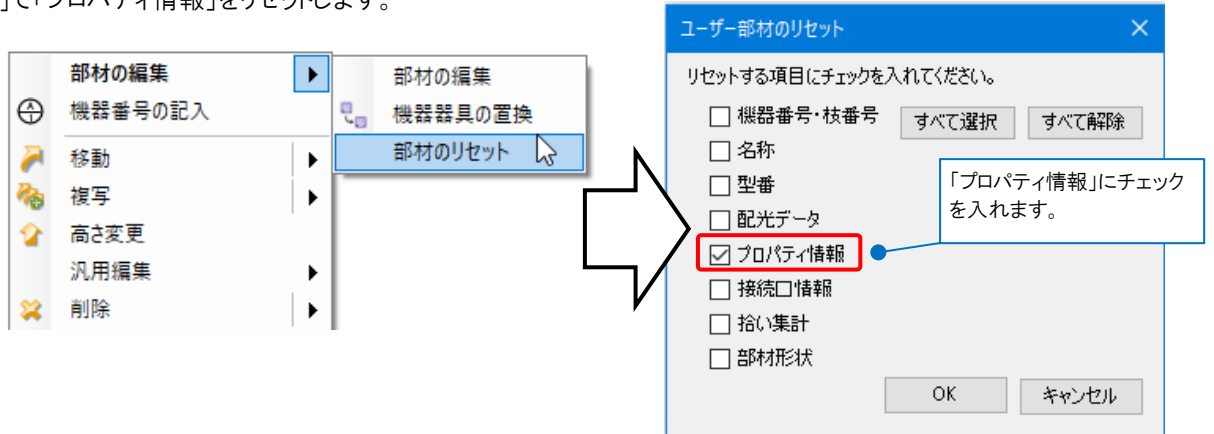 」で「プロパティ情報」をリセットします。
部材の編集
機器番号の記入
移動
複写
高さ変更
汎用編集
削除
部材の編集
機器器具の置換
部材のリセット
ユーザー部材のリセット
リセットする項目にチェックを入れてください。
機器番号・枝番号
すべて選択
すべて解除
名称
型番
配光データ
プロパティ情報
接続口情報
拾い集計
部材形状
「プロパティ情報」にチェック
を入れます。
OK
キャンセル